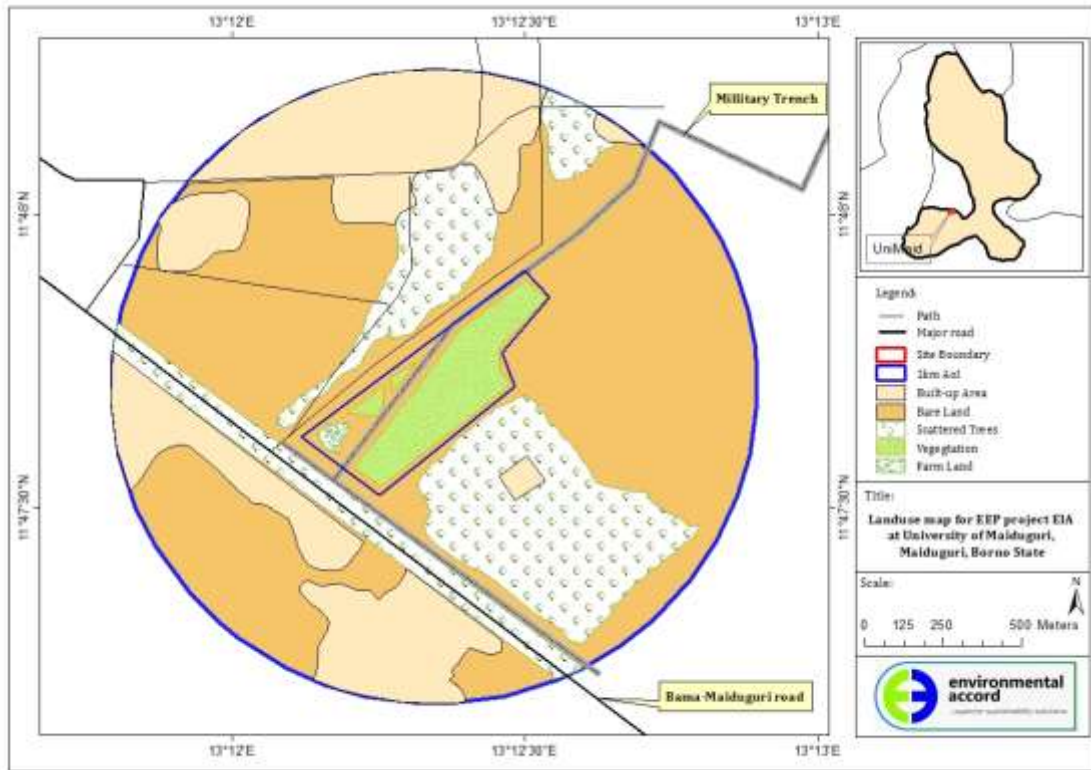 13°12'E 13°12'30"E 13°13'E
11°48'N 11°48'N
11°47'30"N 11°47'30"N
13°12'E 13°12'30"E 13°13'E
Millitary Trench
Bama-Maiduguri road
UniMaid
Legend:
Path
Major road
Site Boundary
1km AoI
Built-up Area
Bare Land
Scattered Trees
Vegegtation
Farm Land
Title:
Landuse map for EEP project EIA
at University of Maiduguri,
Maiduguri, Borno State
Scale:
N
0 125 250 500 Meters
environmental
accord